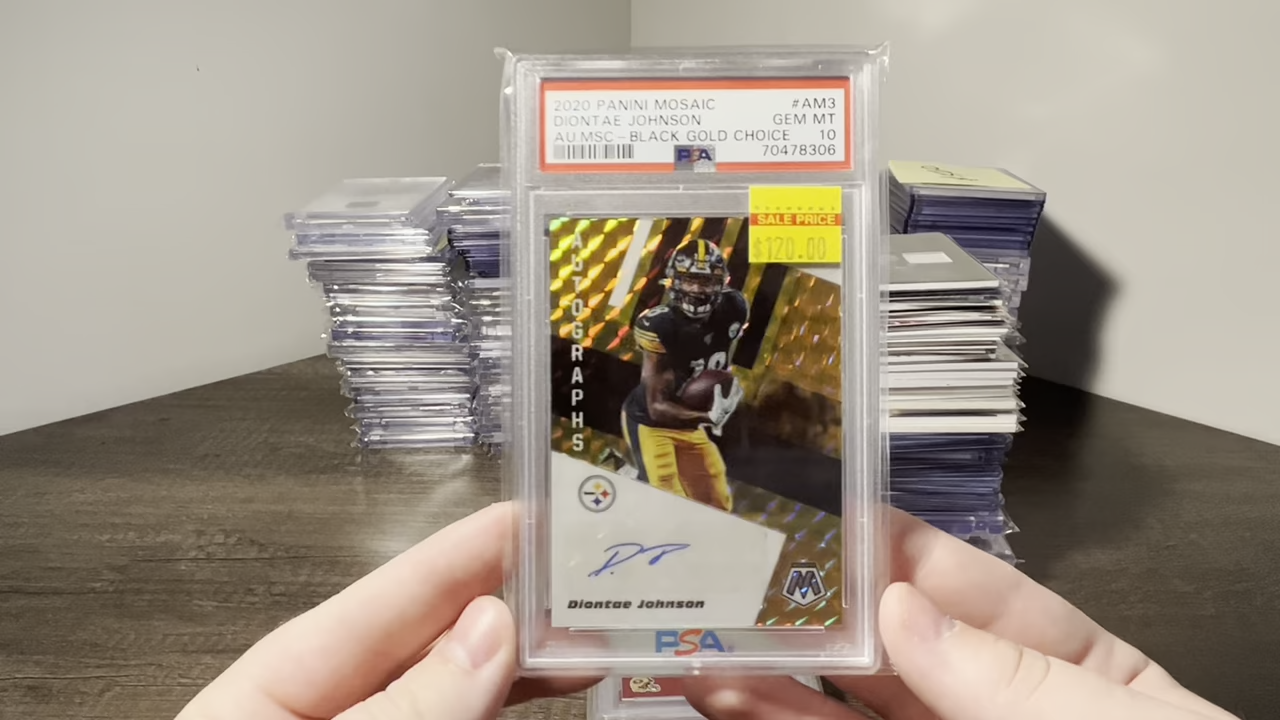 2020 PANINI MOSAIC #AM3
DIONTAE JOHNSON GEM MT
AU.MSC-BLACK GOLD CHOICE 10
PSA 70478306
SALE PRICE
$120.00
AUTOGRAPHS
Diontae Johnson
M
PSA